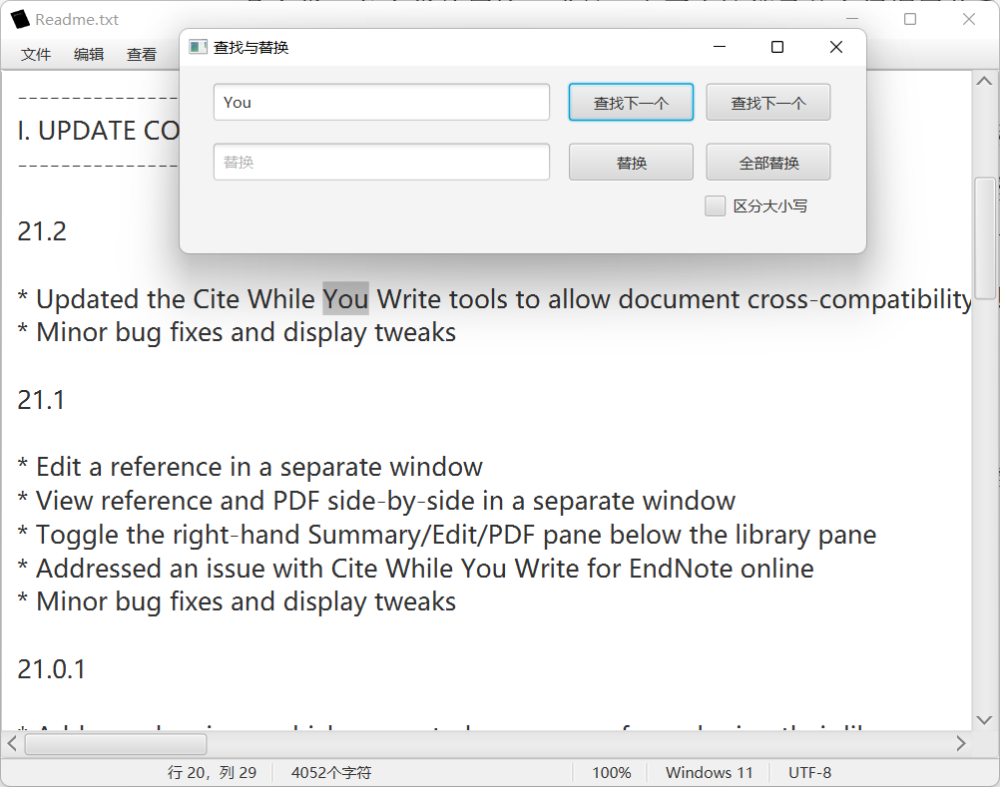 Readme.txt
文件 编辑 查看
查找与替换
You 查找下一个 查找下一个
替换 替换 全部替换
区分大小写
---------------
I. UPDATE CO
---------------
21.2
* Updated the Cite While You Write tools to allow document cross-compatibility
* Minor bug fixes and display tweaks
21.1
* Edit a reference in a separate window
* View reference and PDF side-by-side in a separate window
* Toggle the right-hand Summary/Edit/PDF pane below the library pane
* Addressed an issue with Cite While You Write for EndNote online
* Minor bug fixes and display tweaks
21.0.1
行 20，列 29 4052个字符 100% Windows 11 UTF-8